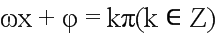 ωx + φ = kπ(k ∈ Z)